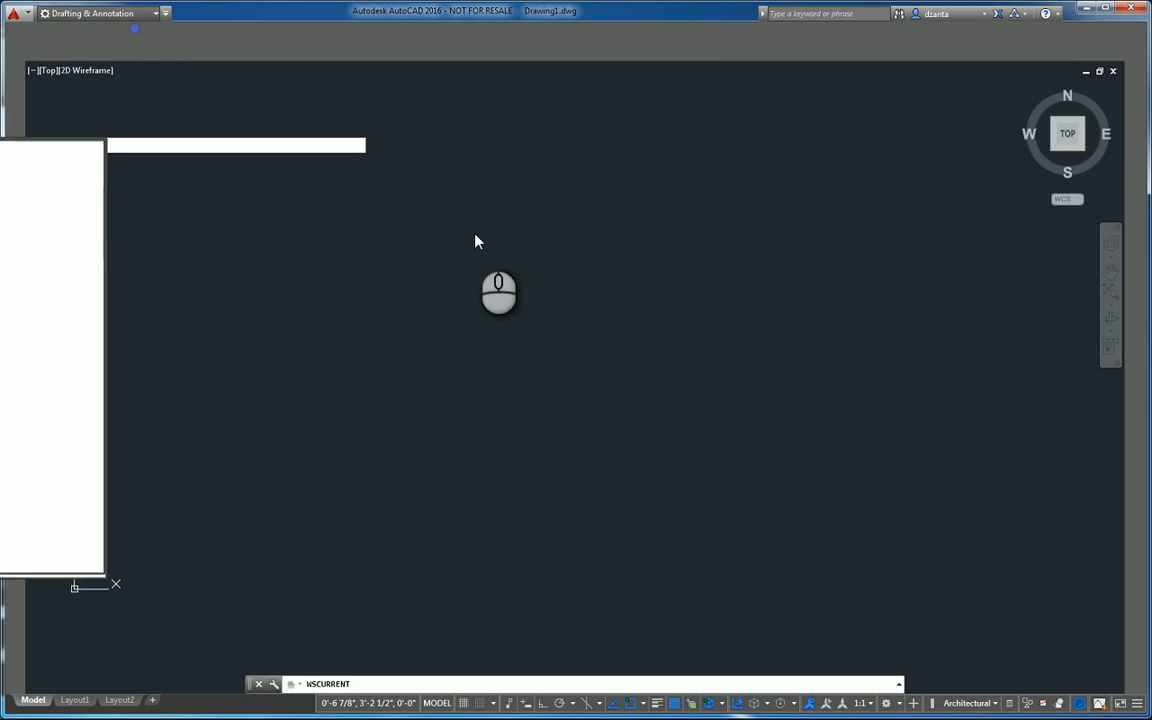 Drafting & Annotation
Autodesk AutoCAD 2016 - NOT FOR RESALE Drawing1.dwg
Type a keyword or phrase
dzanta
[−][Top][2D Wireframe]
N
W TOP E
S
WCS
X
WSCURRENT
Model Layout1 Layout2 +
0'-6 7/8", 3'-2 1/2", 0'-0" MODEL 1:1 Architectural